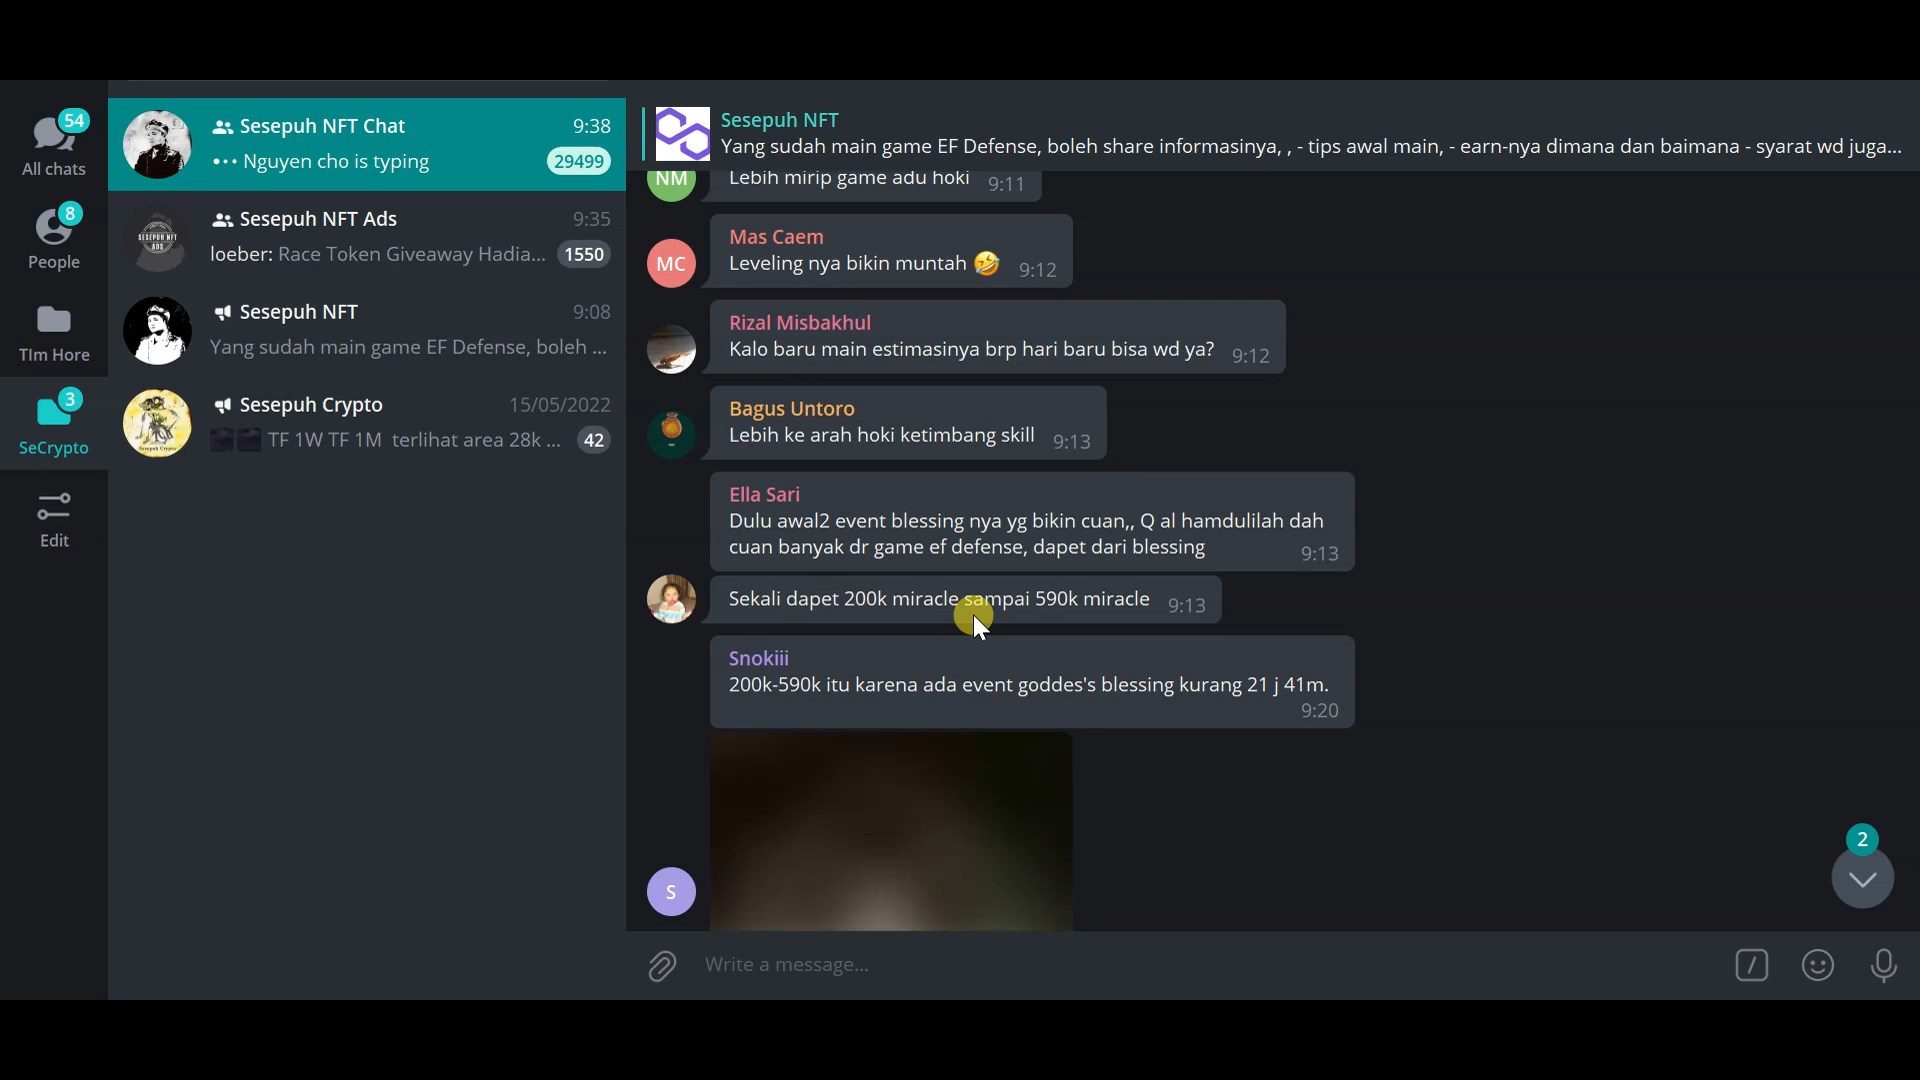 54
All chats
8
People
TIm Hore
3
SeCrypto
Edit
Sesepuh NFT Chat 9:38
Nguyen cho is typing 29499
SESEPUH NFT
ADS
Sesepuh NFT Ads 9:35
loeber: Race Token Giveaway Hadia... 1550
Sesepuh NFT 9:08
Yang sudah main game EF Defense, boleh ...
Sesepuh Crypto 15/05/2022
TF 1W TF 1M terlihat area 28k ... 42
Sesepuh NFT
Yang sudah main game EF Defense, boleh share informasinya, , - tips awal main, - earn-nya dimana dan baimana - syarat wd juga...
NM
Lebih mirip game adu hoki 9:11
Mas Caem
MC
Leveling nya bikin muntah 🤣 9:12
Rizal Misbakhul
Kalo baru main estimasinya brp hari baru bisa wd ya? 9:12
Bagus Untoro
Lebih ke arah hoki ketimbang skill 9:13
Ella Sari
Dulu awal2 event blessing nya yg bikin cuan,, Q al hamdulilah dah
cuan banyak dr game ef defense, dapet dari blessing 9:13
Sekali dapet 200k miracle sampai 590k miracle 9:13
Snokiii
200k-590k itu karena ada event goddes's blessing kurang 21 j 41m.
9:20
S
2
Write a message...